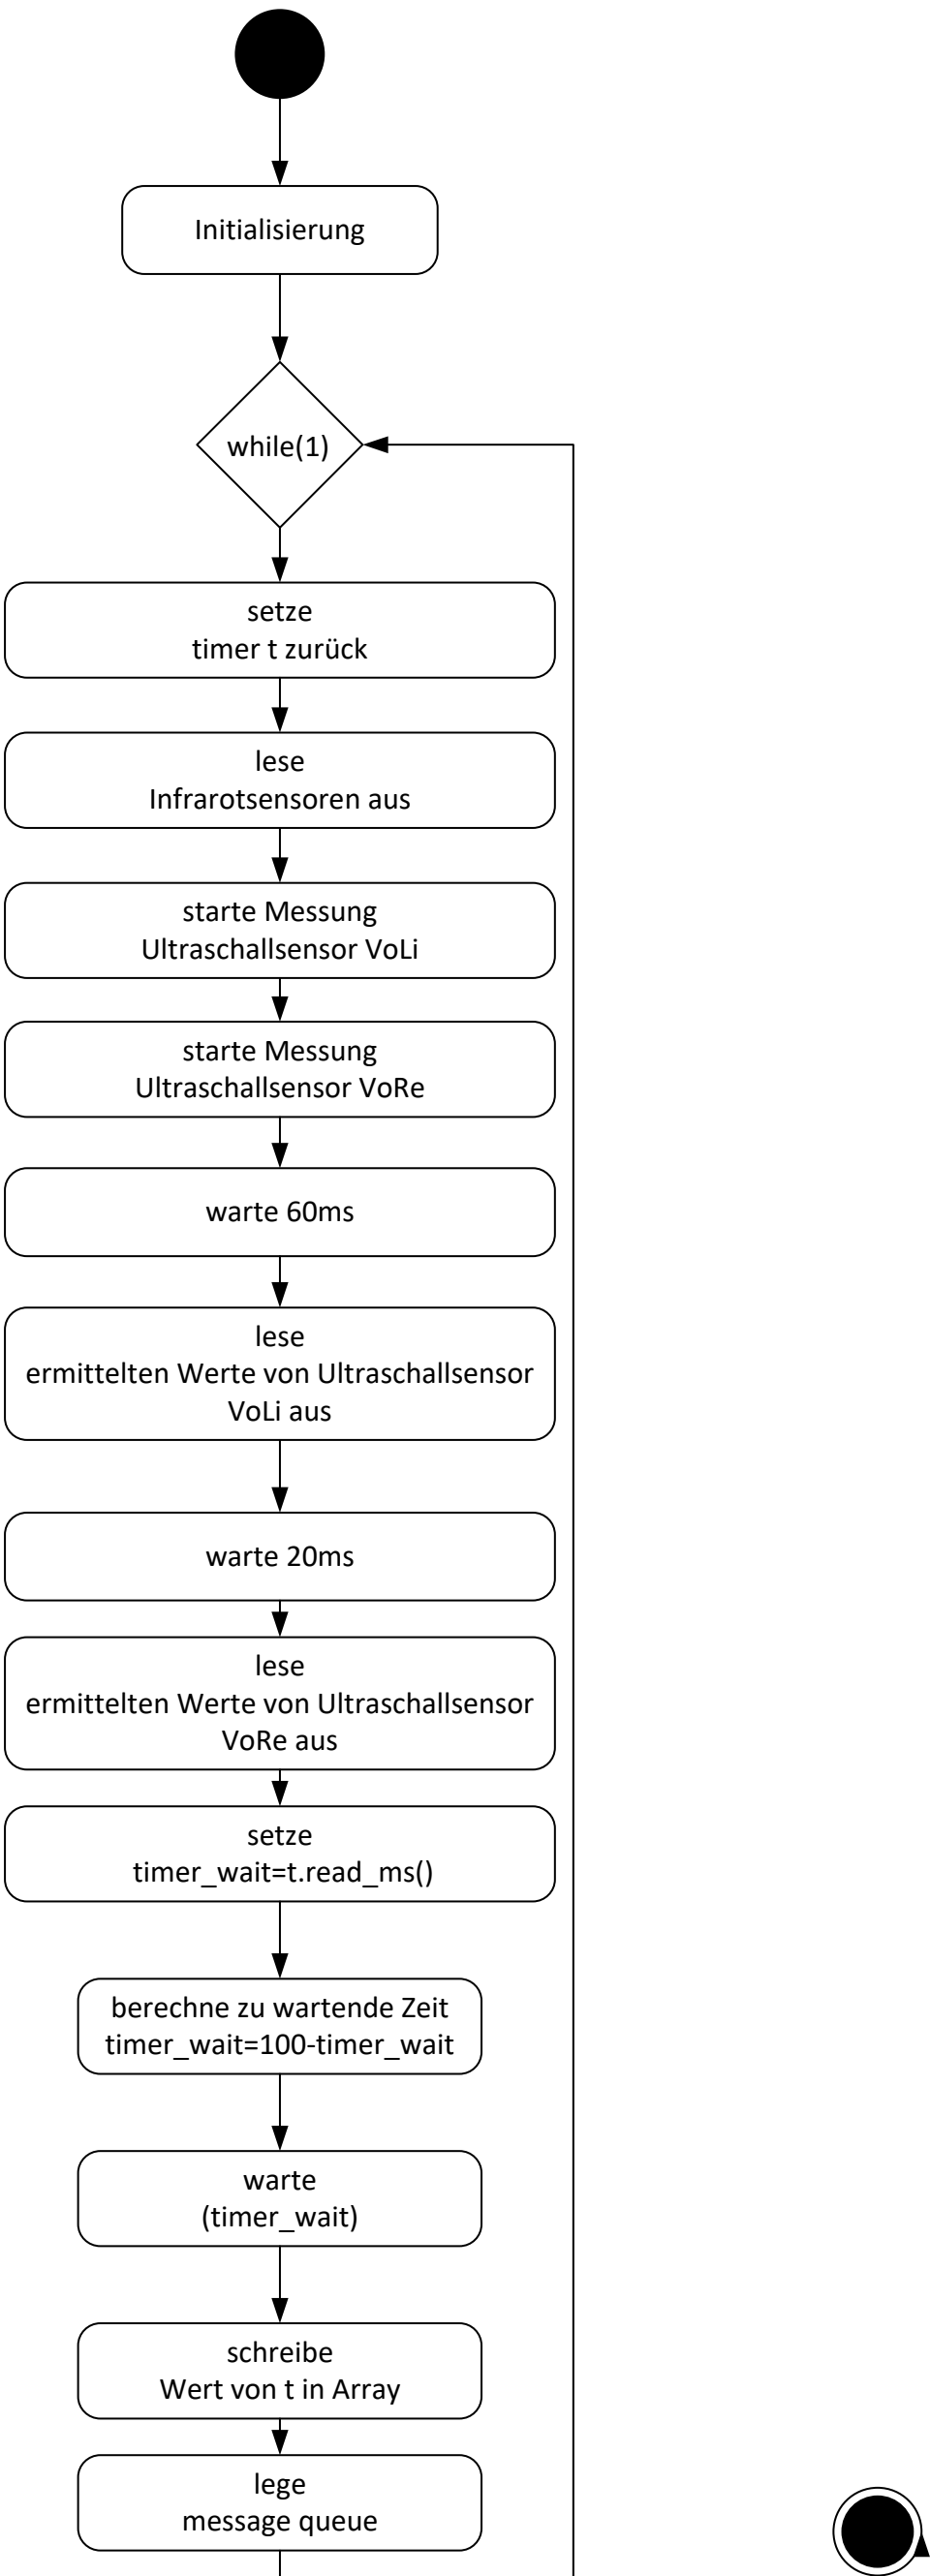 Initialisierung
while(1)
setze
timer t zurück
lese
Infrarotsensoren aus
starte Messung
Ultraschallsensor VoLi
starte Messung
Ultraschallsensor VoRe
warte 60ms
lese
ermittelten Werte von Ultraschallsensor
VoLi aus
warte 20ms
lese
ermittelten Werte von Ultraschallsensor
VoRe aus
setze
timer_wait=t.read_ms()
berechne zu wartende Zeit
timer_wait=100-timer_wait
warte
(timer_wait)
schreibe
Wert von t in Array
lege
message queue